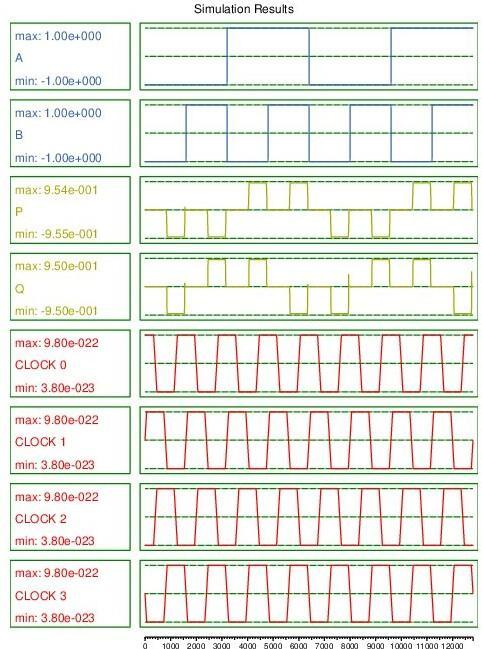 Simulation Results
max: 1.00e+000
A
min: -1.00e+000
max: 1.00e+000
B
min: -1.00e+000
max: 9.54e-001
P
min: -9.55e-001
max: 9.50e-001
Q
min: -9.50e-001
max: 9.80e-022
CLOCK 0
min: 3.80e-023
max: 9.80e-022
CLOCK 1
min: 3.80e-023
max: 9.80e-022
CLOCK 2
min: 3.80e-023
max: 9.80e-022
CLOCK 3
min: 3.80e-023
0 1000 2000 3000 4000 5000 6000 7000 8000 9000 10000 11000 12000